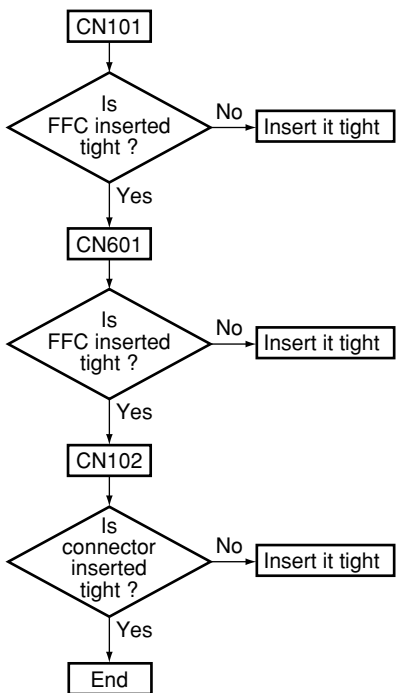 CN101
Is
FFC inserted
tight ?
No
Insert it tight
Yes
CN601
Is
FFC inserted
tight ?
No
Insert it tight
Yes
CN102
Is
connector
inserted
tight ?
No
Insert it tight
Yes
End